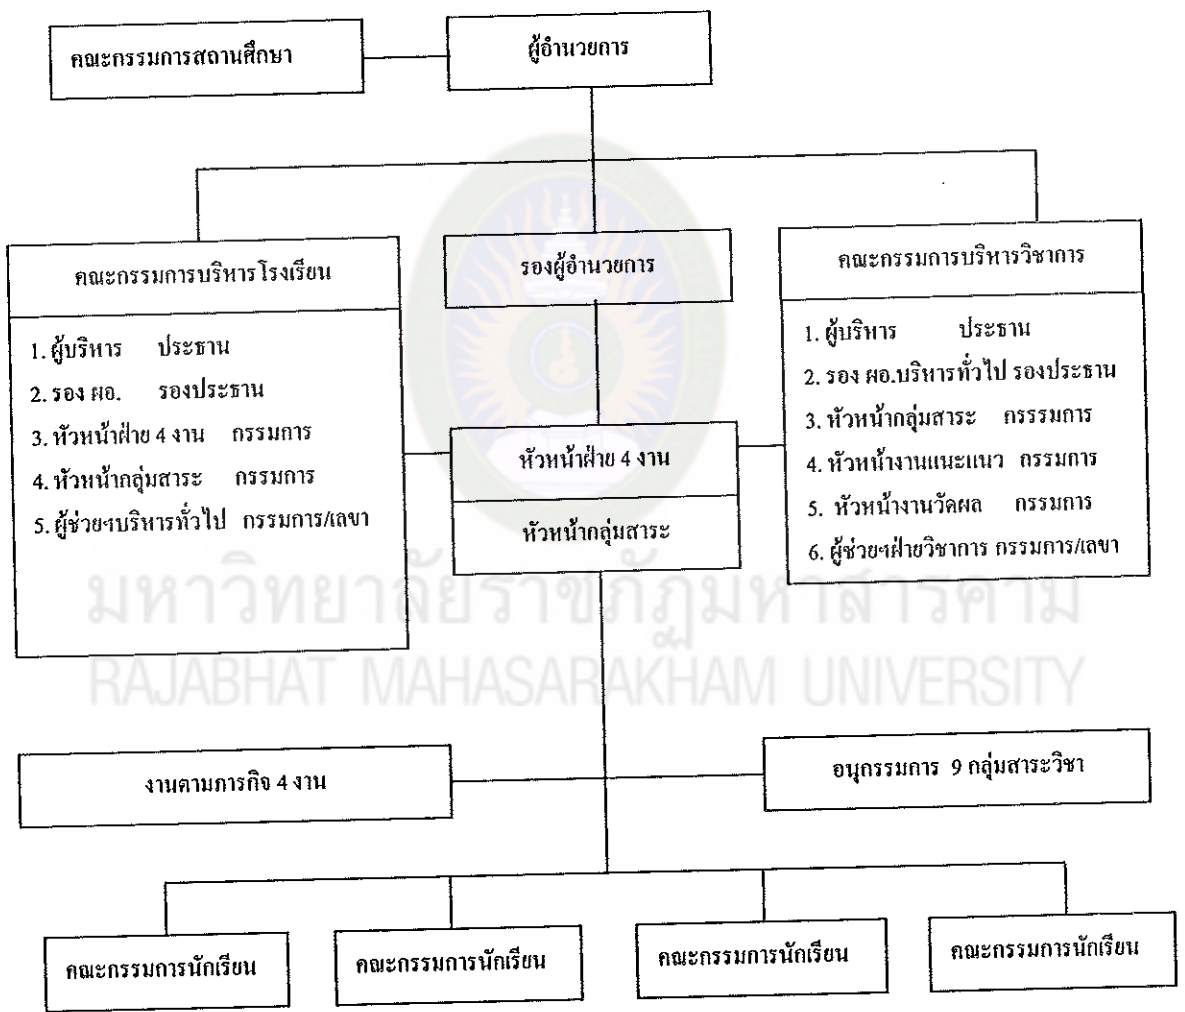 คณะกรรมการสถานศึกษา
ผู้อำนวยการ
คณะกรรมการบริหารโรงเรียน
1. ผู้บริหาร ประธาน
2. รอง ผอ. รองประธาน
3. หัวหน้าฝ่าย 4 งาน กรรมการ
4. หัวหน้ากลุ่มสาระ กรรมการ
5. ผู้ช่วยฯบริหารทั่วไป กรรมการ/เลขา
รองผู้อำนวยการ
หัวหน้าฝ่าย 4 งาน
หัวหน้ากลุ่มสาระ
คณะกรรมการบริหารวิชาการ
1. ผู้บริหาร ประธาน
2. รอง ผอ.บริหารทั่วไป รองประธาน
3. หัวหน้ากลุ่มสาระ กรรรมการ
4. หัวหน้างานแนะแนว กรรมการ
5. หัวหน้างานวัดผล กรรมการ
6. ผู้ช่วยฯฝ่ายวิชาการ กรรมการ/เลขา
มหาวิทยาลัยราชภัฏมหาสารคาม
RAJABHAT MAHASARAKHAM UNIVERSITY
งานตามภารกิจ 4 งาน
อนุกรรมการ 9 กลุ่มสาระวิชา
คณะกรรมการนักเรียน
คณะกรรมการนักเรียน
คณะกรรมการนักเรียน
คณะกรรมการนักเรียน